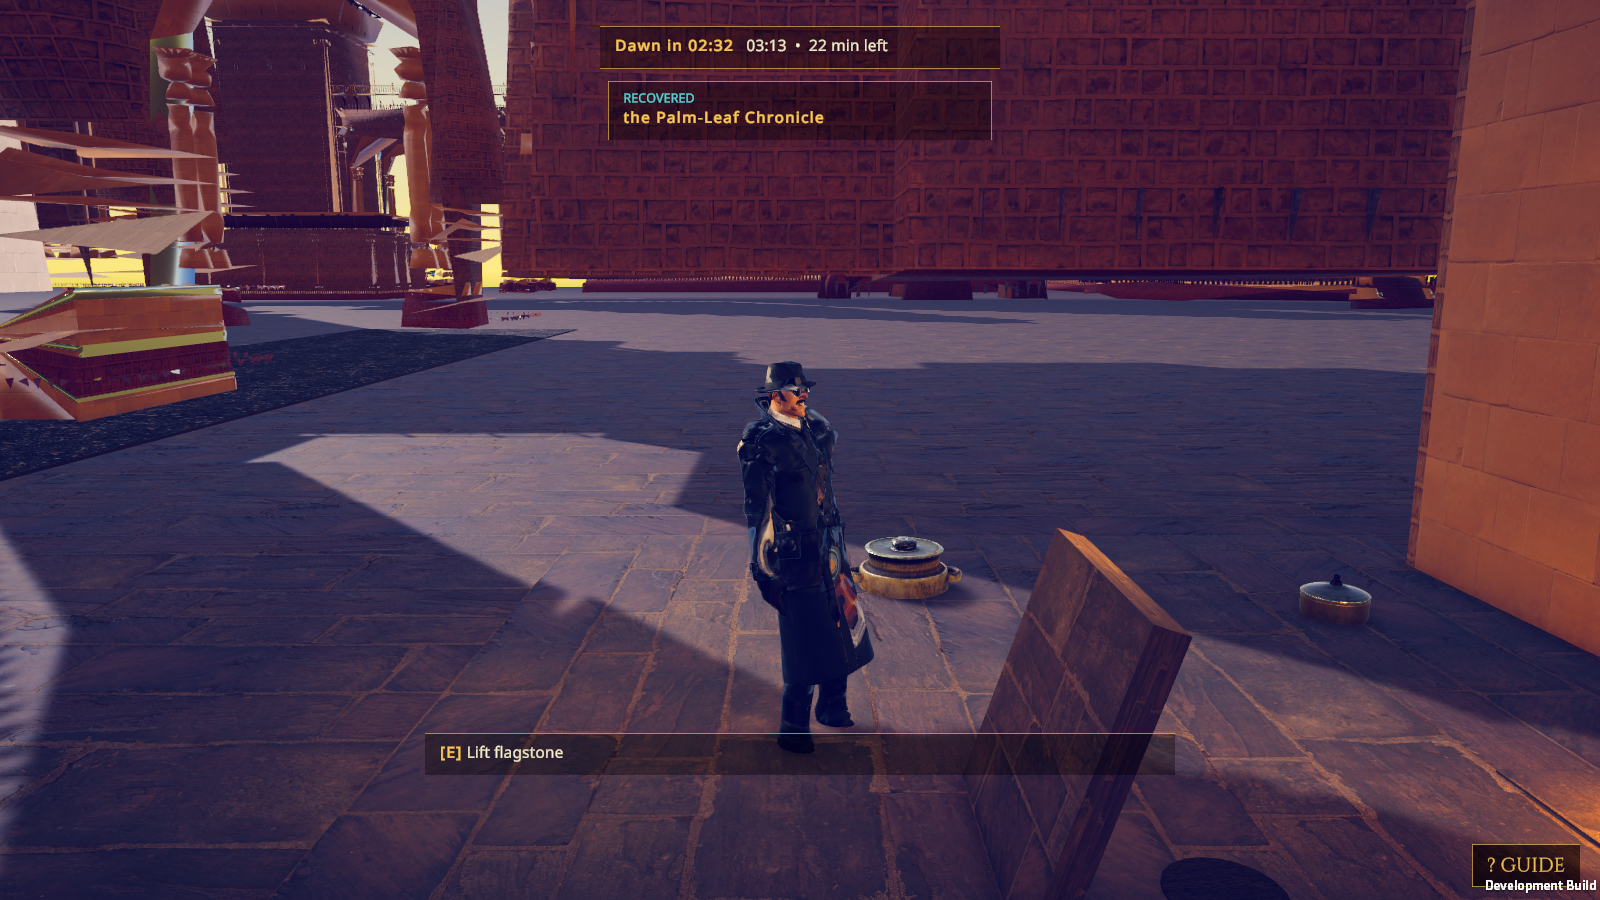 Dawn in 02:32 03:13 • 22 min left
RECOVERED
the Palm-Leaf Chronicle
[E] Lift flagstone
? GUIDE
Development Build